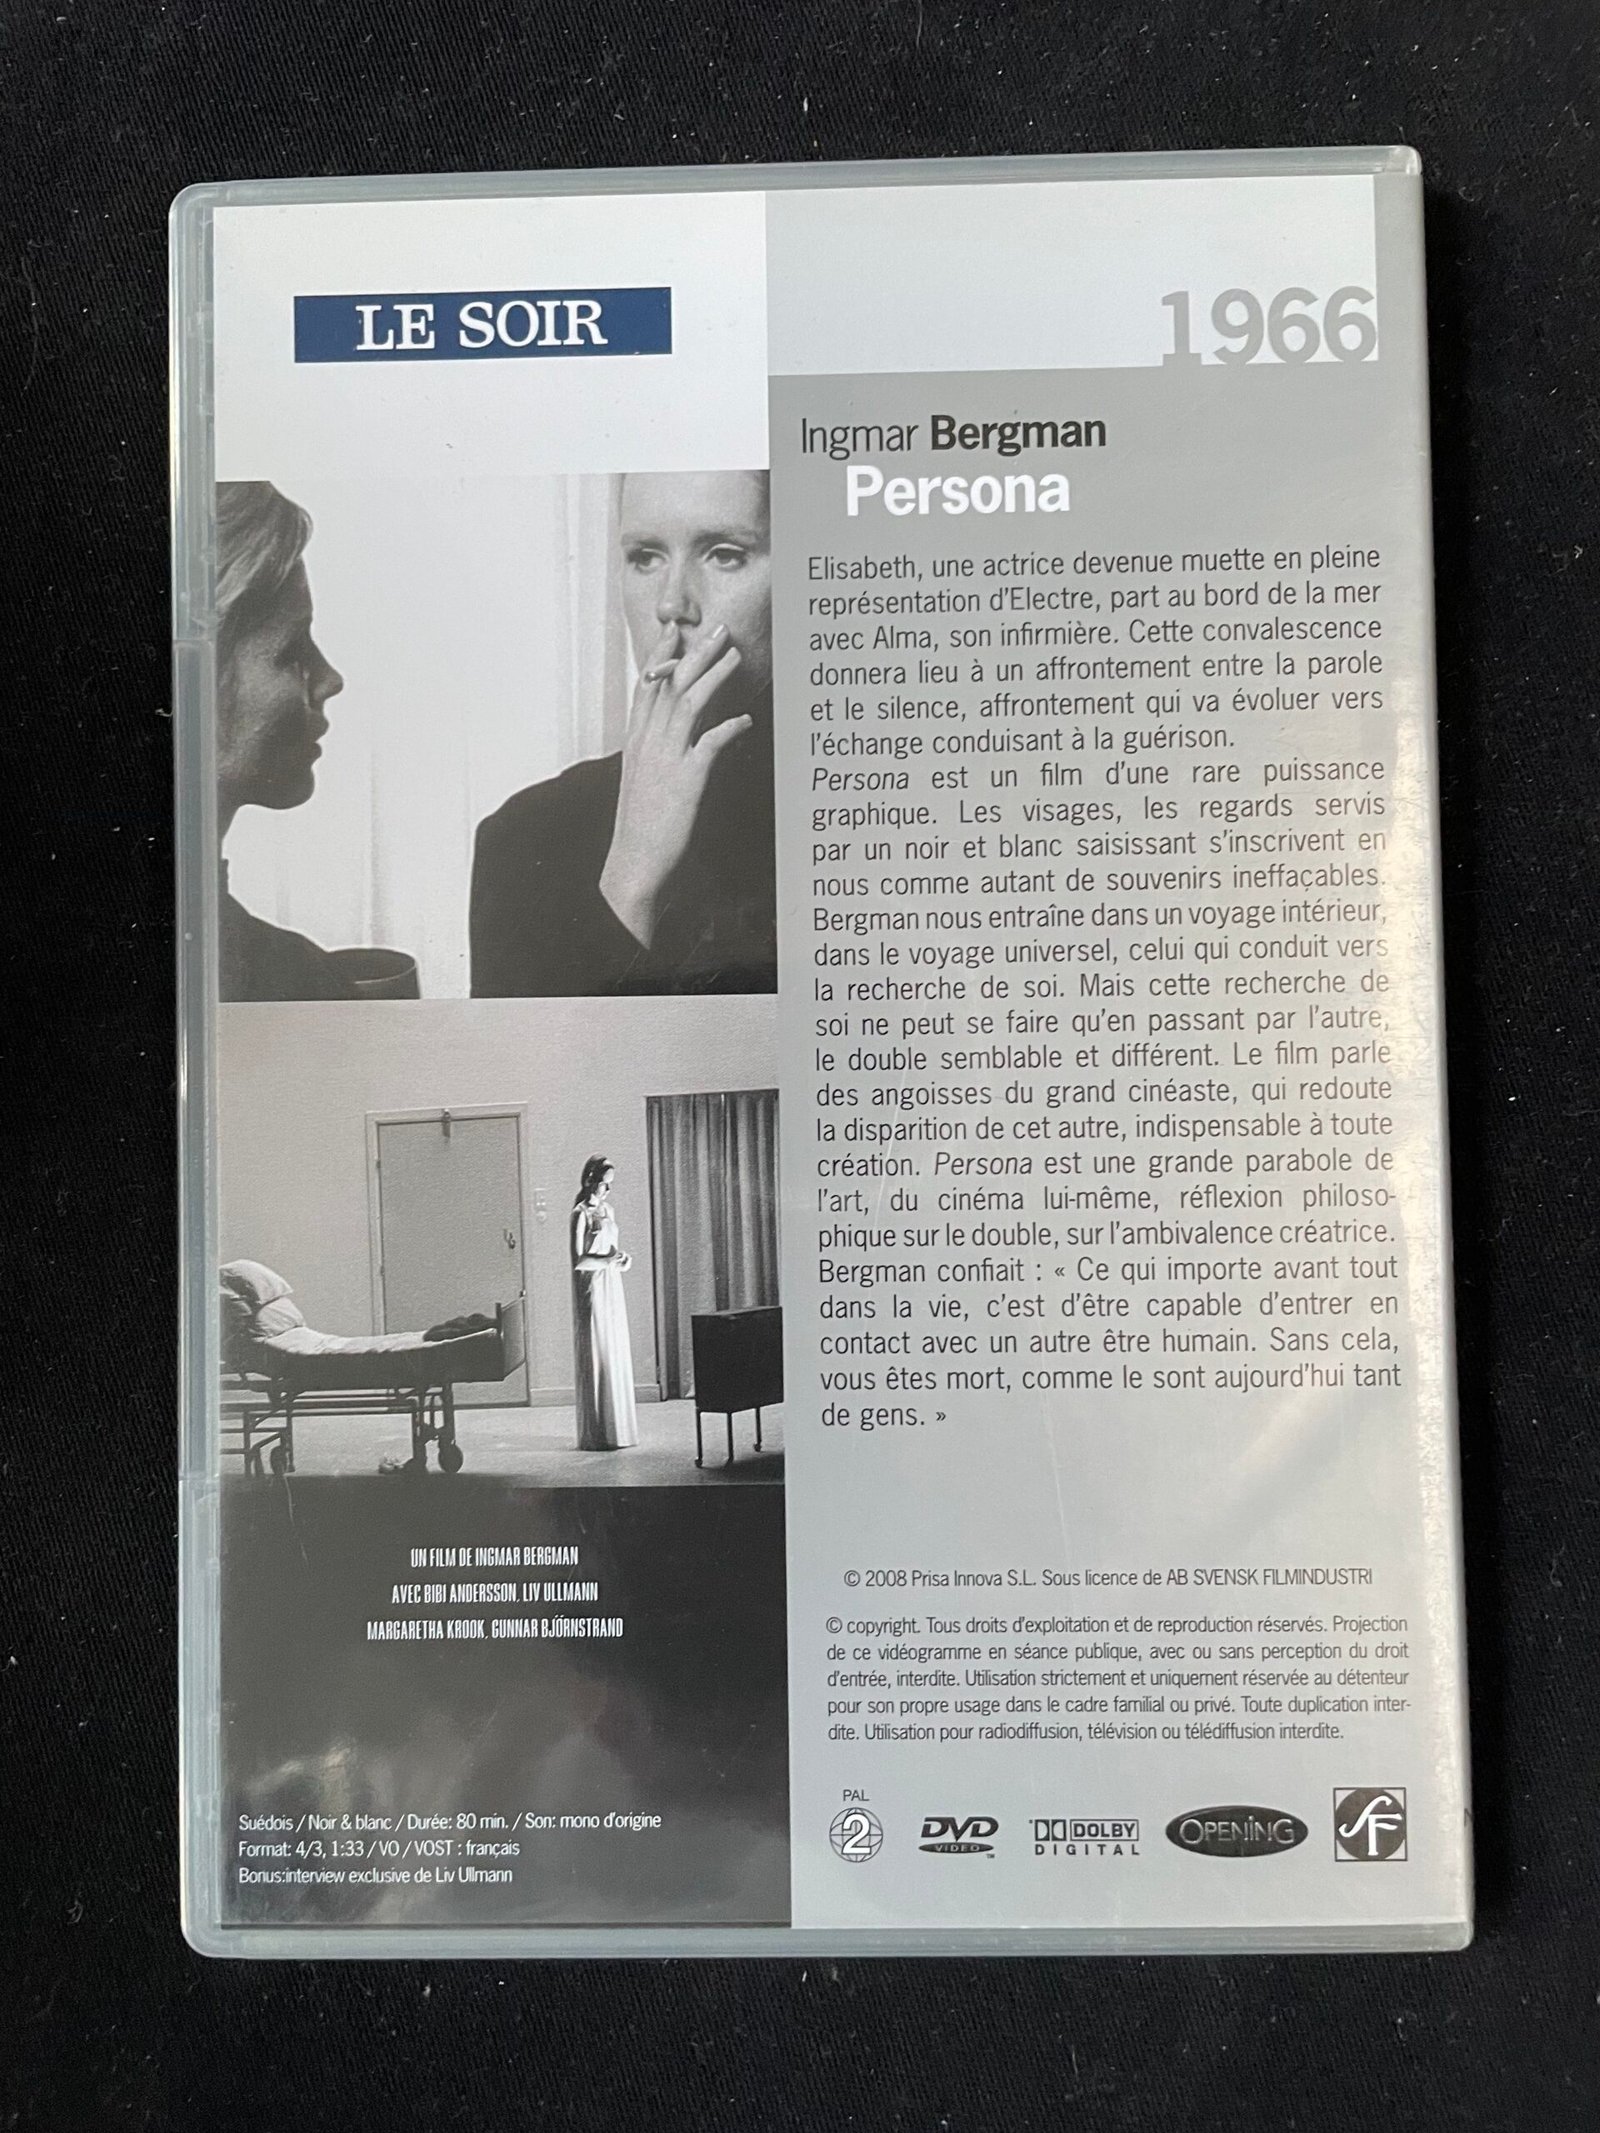 LE SOIR
1966
Ingmar Bergman
Persona
Elisabeth, une actrice devenue muette en pleine
représentation d'Electre, part au bord de la mer
avec Alma, son infirmière. Cette convalescence
donnera lieu à un affrontement entre la parole
et le silence, affrontement qui va évoluer vers
l'échange conduisant à la guérison.
Persona est un film d'une rare puissance
graphique. Les visages, les regards servis
par un noir et blanc saisissant s'inscrivent en
nous comme autant de souvenirs ineffaçables.
Bergman nous entraîne dans un voyage intérieur,
dans le voyage universel, celui qui conduit vers
la recherche de soi. Mais cette recherche de
soi ne peut se faire qu'en passant par l'autre,
le double semblable et différent. Le film parle
des angoisses du grand cinéaste, qui redoute
la disparition de cet autre, indispensable à toute
création. Persona est une grande parabole de
l'art, du cinéma lui-même, réflexion philoso-
phique sur le double, sur l'ambivalence créatrice.
Bergman confiait : « Ce qui importe avant tout
dans la vie, c'est d'être capable d'entrer en
contact avec un autre être humain. Sans cela,
vous êtes mort, comme le sont aujourd'hui tant
de gens. »
UN FILM DE INGMAR BERGMAN
AVEC BIBI ANDERSSON, LIV ULLMANN
MARGARETHA KROOK, GUNNAR BJÖRNSTRAND
Suédois / Noir & blanc / Durée: 80 min. / Son: mono d'origine
Format: 4/3, 1:33 / VO / VOST : français
Bonus:interview exclusive de Liv Ullmann
© 2008 Prisa Innova S.L. Sous licence de AB SVENSK FILMINDUSTRI
© copyright. Tous droits d'exploitation et de reproduction réservés. Projection
de ce vidéogramme en séance publique, avec ou sans perception du droit
d'entrée, interdite. Utilisation strictement et uniquement réservée au détenteur
pour son propre usage dans le cadre familial ou privé. Toute duplication inter-
dite. Utilisation pour radiodiffusion, télévision ou télédiffusion interdite.
PAL
2
DVD
VIDEO
TM
DOLBY
DIGITAL
OPENING
SF